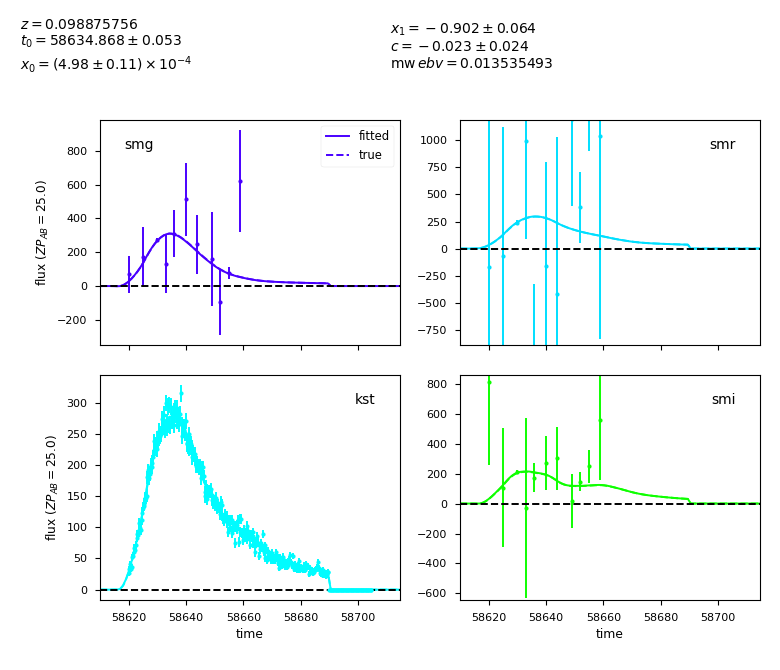 z = 0.098875756
t₀ = 58634.868 ± 0.053
x₀ = (4.98 ± 0.11) × 10⁻⁴
x₁ = −0.902 ± 0.064
c = −0.023 ± 0.024
mw ebv = 0.013535493
smg
fitted
true
800
600
400
200
0
−200
flux (ZP_AB = 25.0)
smr
1000
750
500
250
0
−250
−500
−750
kst
300
250
200
150
100
50
0
flux (ZP_AB = 25.0)
58620 58640 58660 58680 58700
time
smi
800
600
400
200
0
−200
−400
−600
58620 58640 58660 58680 58700
time